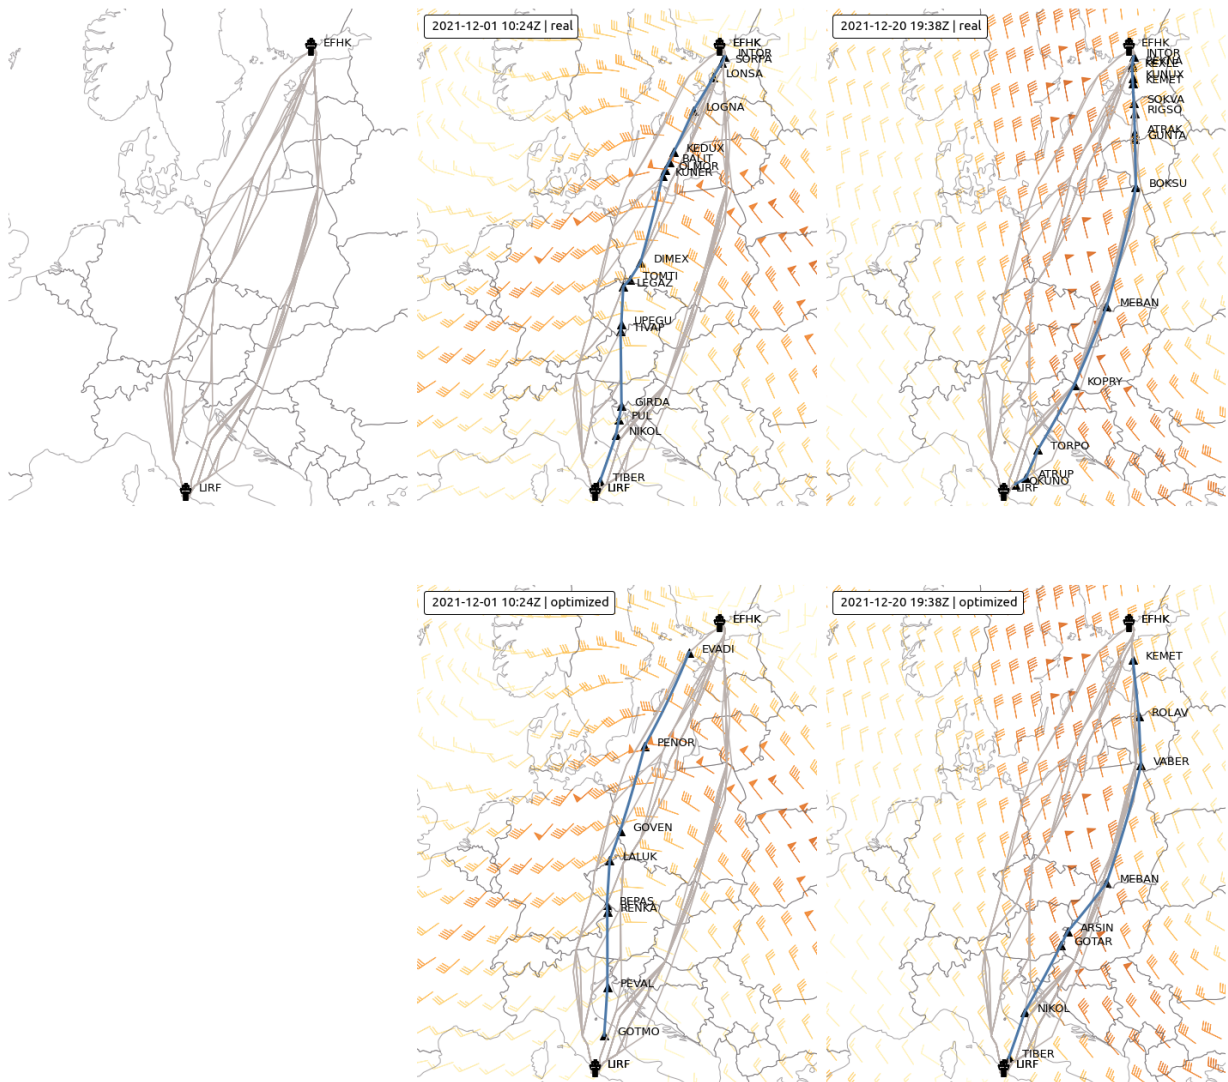 EFHK
LIRF
2021-12-01 10:24Z | real
EFHK
INTOR
SORPA
LONSA
LOGNA
KEDUX
BALIT
OLMOR
KUNER
DIMEX
TOMTI
LEGAZ
UPEGU
TIVAP
GIRDA
PUL
NIKOL
TIBER
LIRF
2021-12-20 19:38Z | real
EFHK
INTOR
KUNUX
KEMET
SOKVA
RIGSO
ATRAK
GUNTA
BOKSU
MEBAN
KOPRY
TORPO
ATRUP
OKUNO
LIRF
2021-12-01 10:24Z | optimized
EFHK
EVADI
PENOR
GOVEN
LALUK
BEPAS
RENKA
PEVAL
GOTMO
LIRF
2021-12-20 19:38Z | optimized
EFHK
KEMET
ROLAV
VABER
MEBAN
ARSIN
GOTAR
NIKOL
TIBER
LIRF